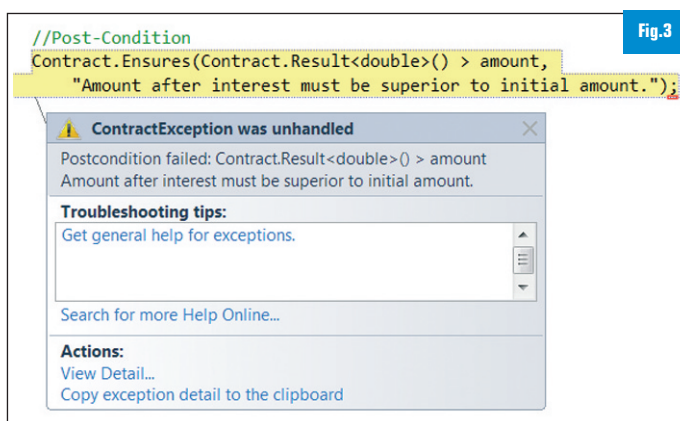 Fig.3
//Post-Condition
Contract.Ensures(Contract.Result<double>() > amount,
"Amount after interest must be superior to initial amount.");
ContractException was unhandled
Postcondition failed: Contract.Result<double>() > amount
Amount after interest must be superior to initial amount.
Troubleshooting tips:
Get general help for exceptions.
Search for more Help Online...
Actions:
View Detail...
Copy exception detail to the clipboard